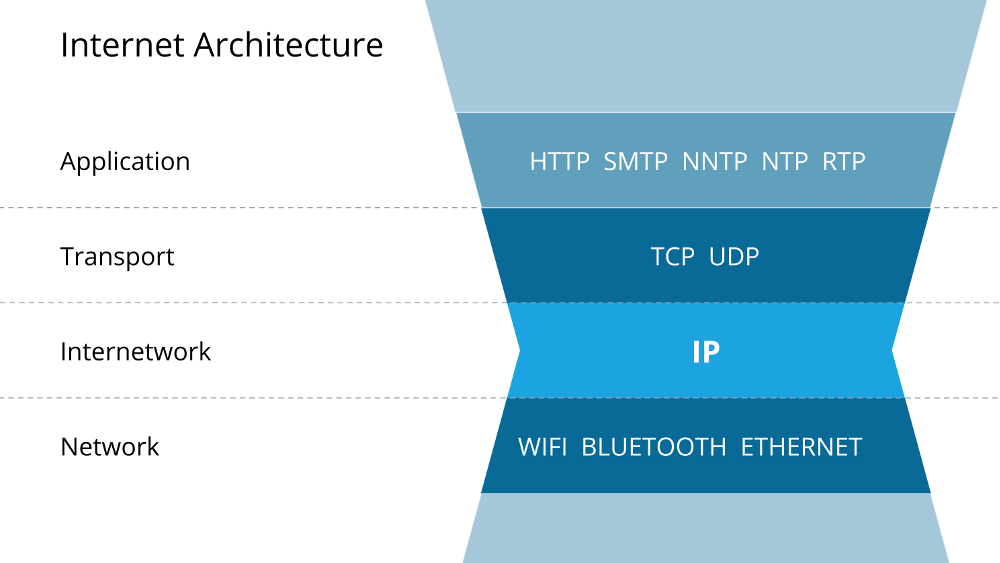 Internet Architecture
Application
HTTP SMTP NNTP NTP RTP
Transport
TCP UDP
Internetwork
IP
Network
WIFI BLUETOOTH ETHERNET